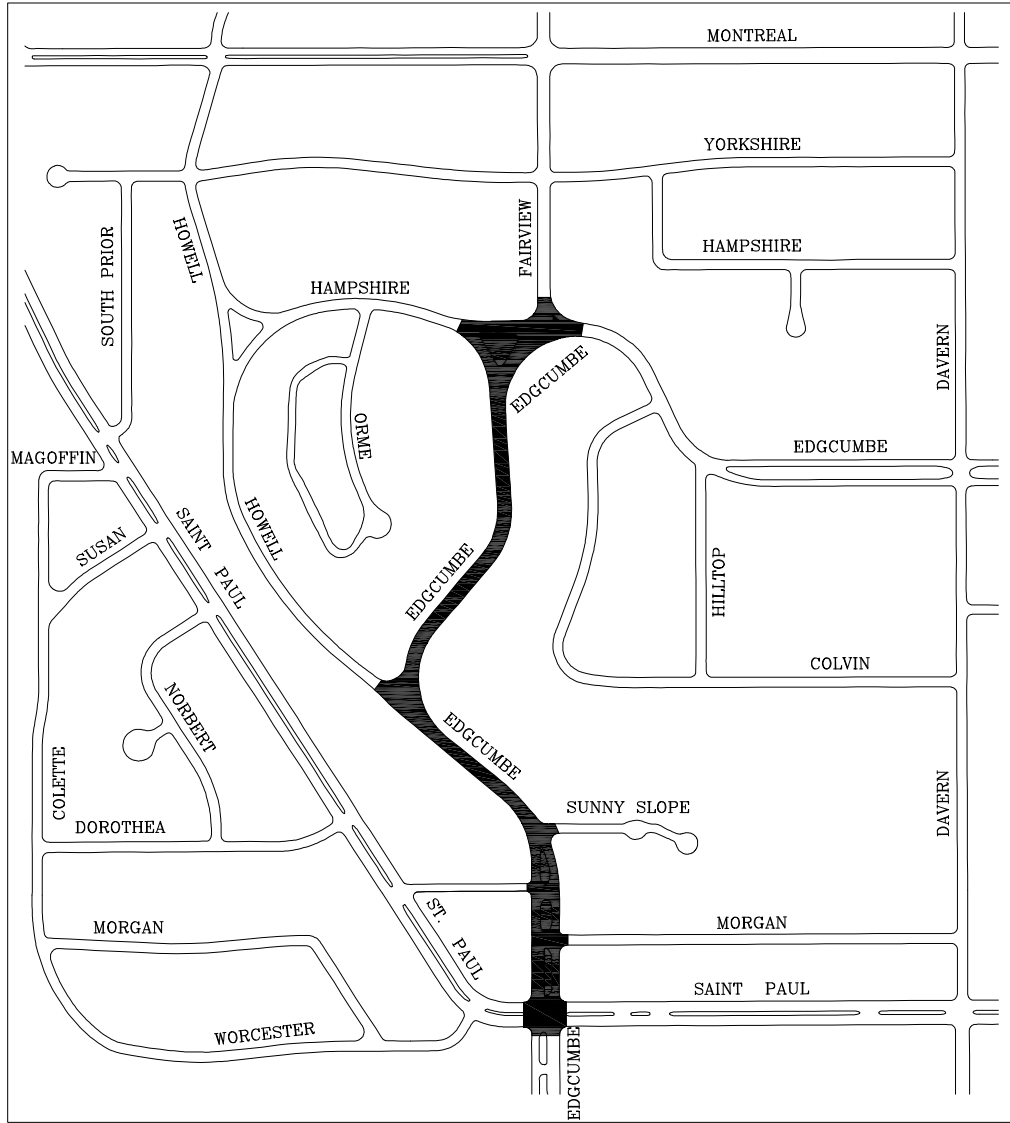 MONTREAL
YORKSHIRE
HOWELL
FAIRVIEW
SOUTH PRIOR
HAMPSHIRE
HAMPSHIRE
DAVERN
EDGCUMBE
ORME
EDGCUMBE
MAGOFFIN
SUSAN
SAINT PAUL
HOWELL
EDGCUMBE
HILLTOP
COLVIN
NORBERT
EDGCUMBE
COLETTE
DAVERN
SUNNY SLOPE
DOROTHEA
MORGAN
ST. PAUL
MORGAN
SAINT PAUL
WORCESTER
EDGCUMBE